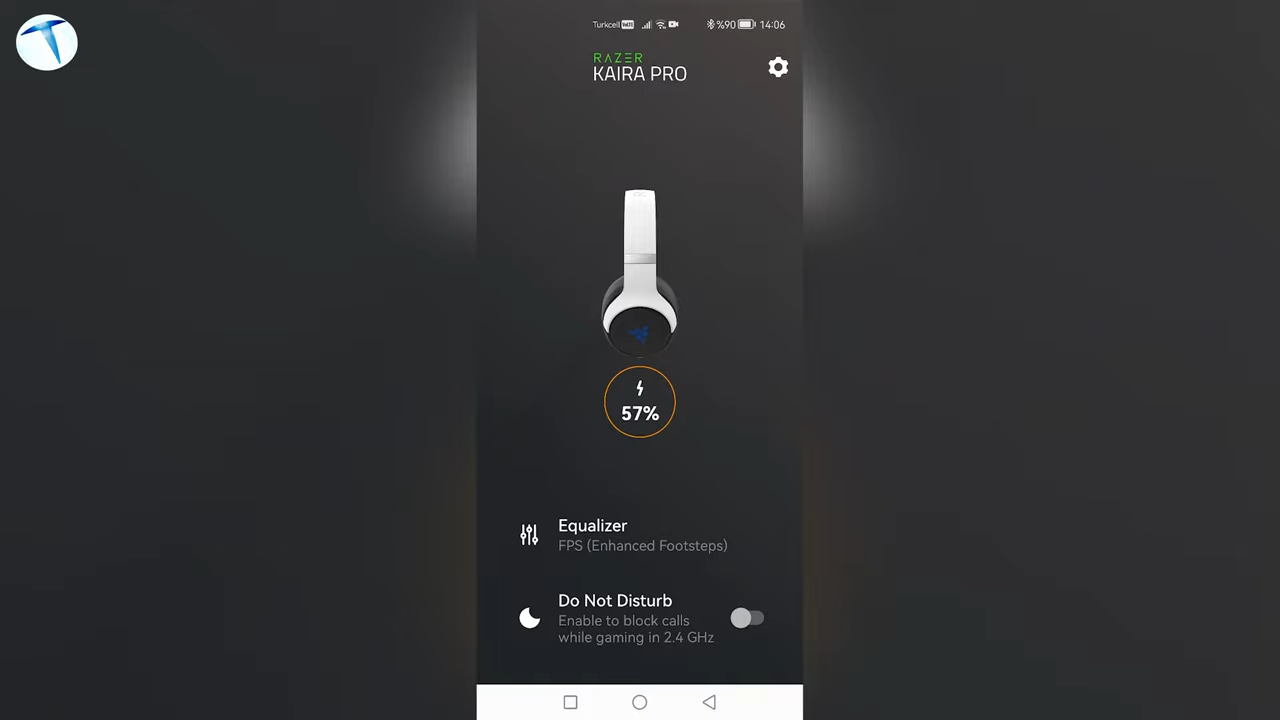 Turkcell %90 14:06
RAZER
KAIRA PRO
57%
Equalizer
FPS (Enhanced Footsteps)
Do Not Disturb
Enable to block calls
while gaming in 2.4 GHz